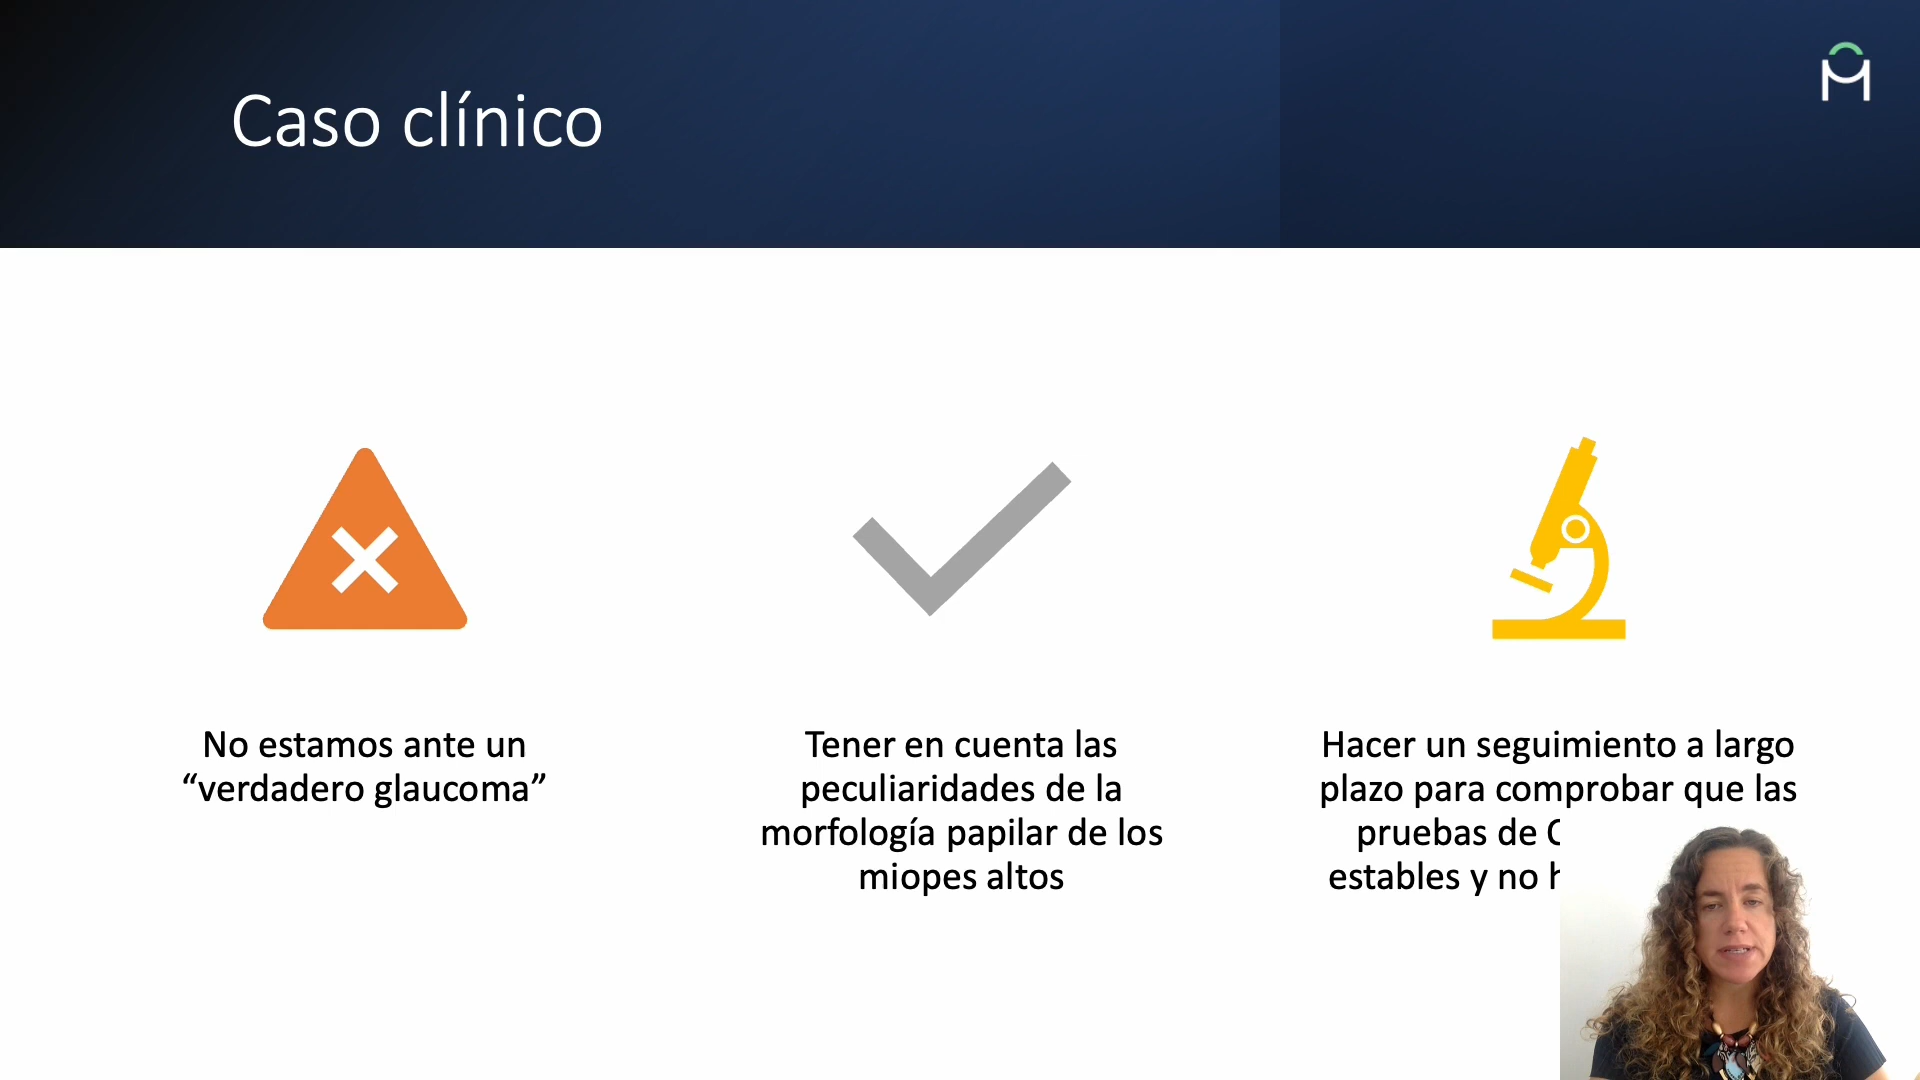 Caso clínico
No estamos ante un
“verdadero glaucoma”
Tener en cuenta las
peculiaridades de la
morfología papilar de los
miopes altos
Hacer un seguimiento a largo
plazo para comprobar que las
pruebas de
estables y no